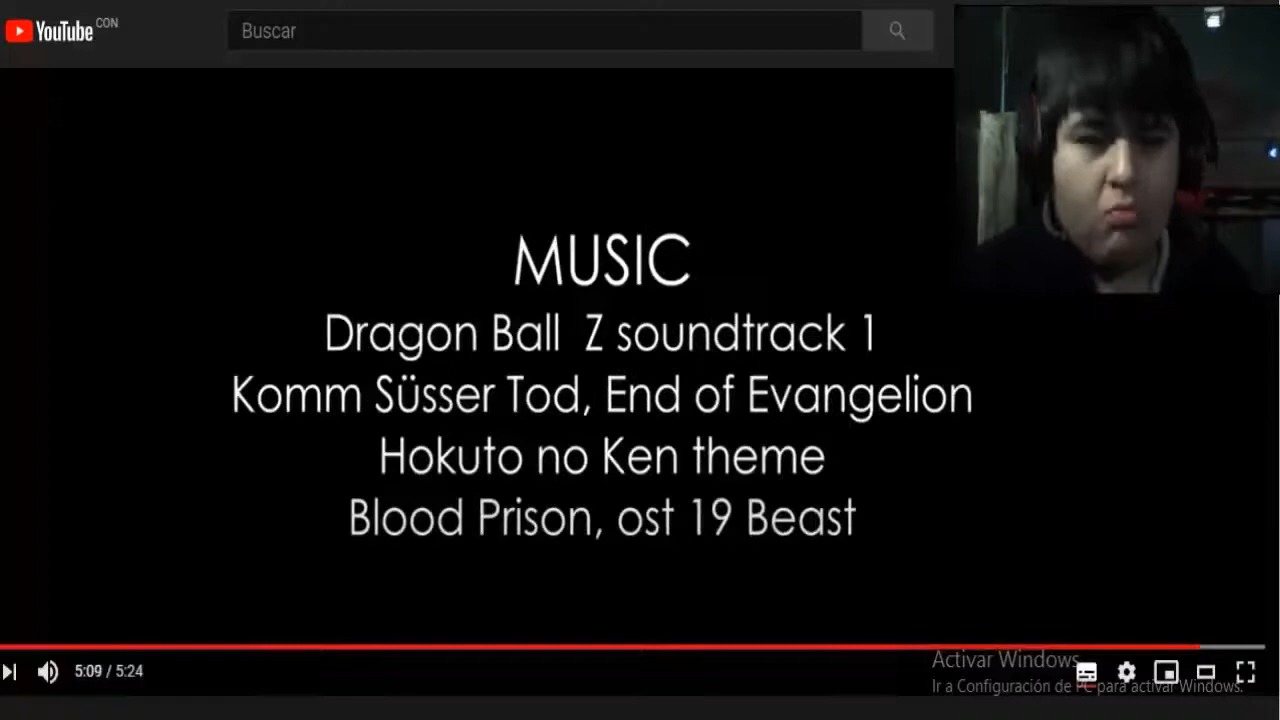 YouTube CON
Buscar
MUSIC
Dragon Ball Z soundtrack 1
Komm Süsser Tod, End of Evangelion
Hokuto no Ken theme
Blood Prison, ost 19 Beast
5:09 / 5:24
Activar Windows
Ir a Configuración de PC para activar Windows.